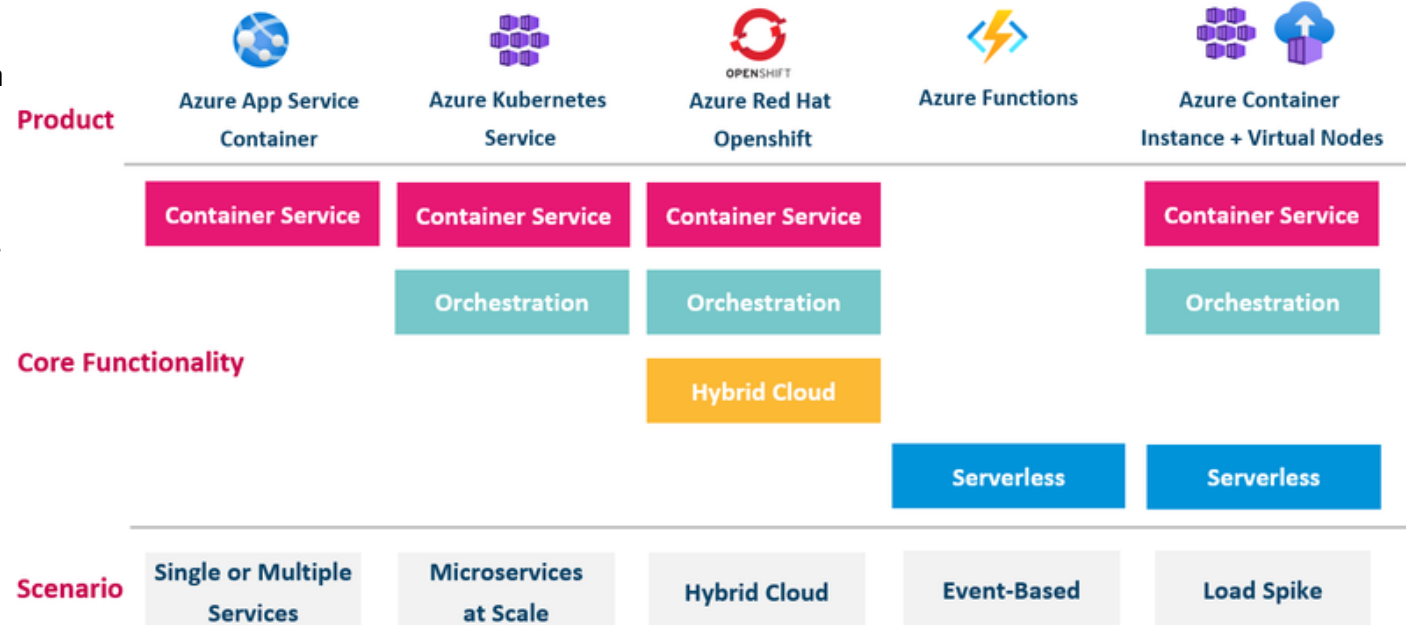 OPENSHIFT
Product
Azure App Service
Container
Azure Kubernetes
Service
Azure Red Hat
Openshift
Azure Functions
Azure Container
Instance + Virtual Nodes
Core Functionality
Container Service
Container Service
Container Service
Container Service
Orchestration
Orchestration
Orchestration
Hybrid Cloud
Serverless
Serverless
Scenario
Single or Multiple
Services
Microservices
at Scale
Hybrid Cloud
Event-Based
Load Spike